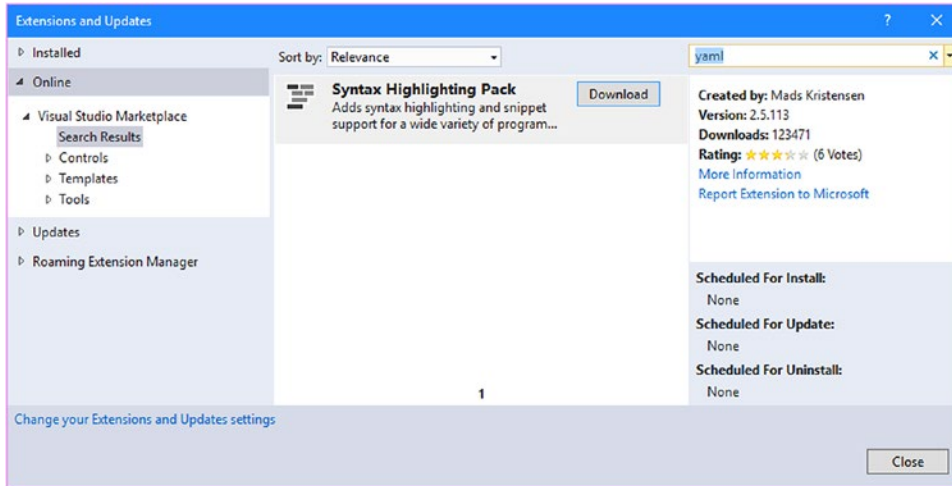 Extensions and Updates
?
Installed
Online
Visual Studio Marketplace
Search Results
Controls
Templates
Tools
Updates
Roaming Extension Manager
Sort by: Relevance
Syntax Highlighting Pack
Download
Adds syntax highlighting and snippet
support for a wide variety of program...
1
yaml
Created by: Mads Kristensen
Version: 2.5.113
Downloads: 123471
Rating: (6 Votes)
More Information
Report Extension to Microsoft
Scheduled For Install:
None
Scheduled For Update:
None
Scheduled For Uninstall:
None
Change your Extensions and Updates settings
Close